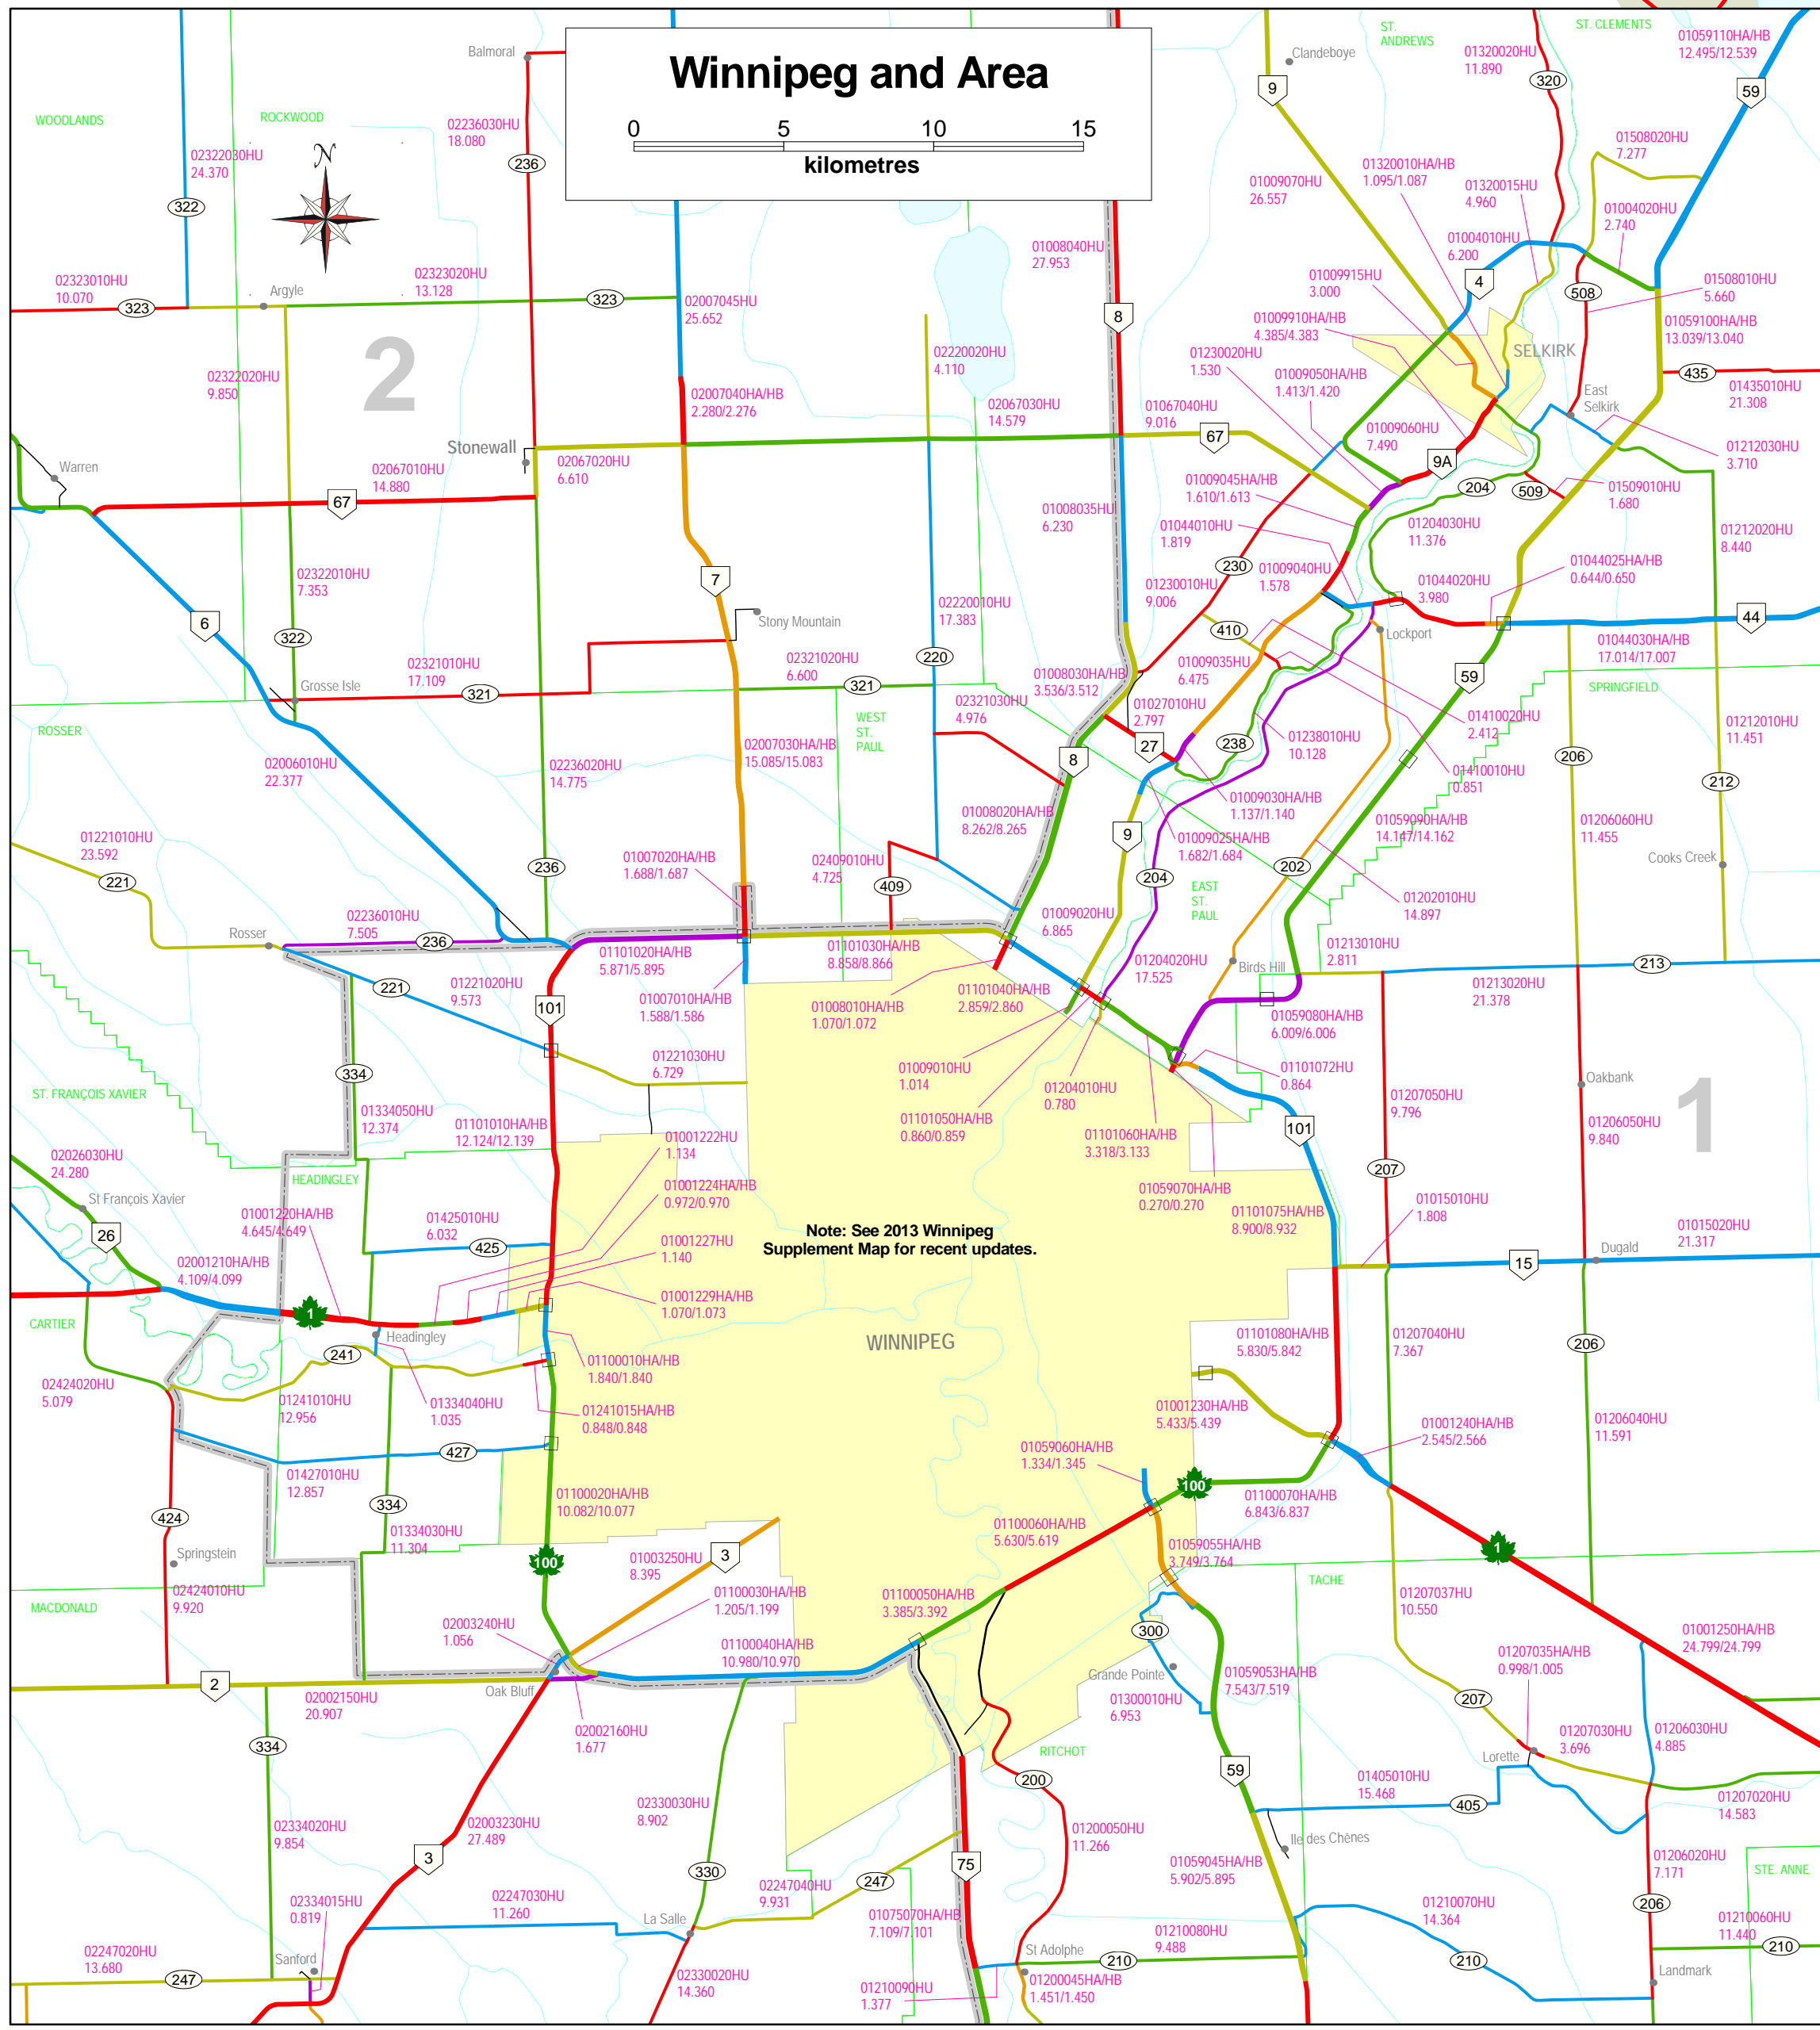 Winnipeg and Area
0 5 10 15
kilometres
ST.
ANDREWS
ST. CLEMENTS
01059110HA/HB
12.495/12.539
01320020HU
11.890
320
59
Balmoral
Clandeboye
9
WOODLANDS
ROCKWOOD
02236030HU
18.080
236
02322030HU
24.370
N
322
01508020HU
7.277
01320010HA/HB
1.095/1.087
01320015HU
4.960
01009070HU
26.557
01004020HU
2.740
01004010HU
6.200
01008040HU
27.953
02323010HU
10.070
323
Argyle
02323020HU
13.128
323
02007045HU
25.652
8
01009915HU
3.000
4
508
01508010HU
5.660
01009910HA/HB
4.385/4.383
01059100HA/HB
13.039/13.040
2
SELKIRK
02220020HU
4.110
01230020HU
1.530
01009050HA/HB
1.413/1.420
435
01435010HU
21.308
02322020HU
9.850
02007040HA/HB
2.280/2.276
02067030HU
14.579
01067040HU
9.016
67
East
Selkirk
01009060HU
7.490
01212030HU
3.710
Stonewall
02067020HU
6.610
9A
204
509
01509010HU
1.680
Warren
02067010HU
14.880
67
01009045HA/HB
1.610/1.613
01008035HU
6.230
01044010HU
1.819
01204030HU
11.376
01212020HU
8.440
02322010HU
7.353
7
230
01009040HU
1.578
01230010HU
9.006
01044020HU
3.980
01044025HA/HB
0.644/0.650
44
6
322
Stony Mountain
02220010HU
17.383
410
Lockport
01044030HA/HB
17.014/17.007
02321010HU
17.109
321
02321020HU
6.600
321
220
01008030HA/HB
3.536/3.512
01009035HU
6.475
59
SPRINGFIELD
Grosse Isle
ROSSER
WEST
ST.
PAUL
02321030HU
4.976
01027010HU
2.797
27
238
01238010HU
10.128
01410020HU
2.412
01212010HU
11.451
02006010HU
22.377
02236020HU
14.775
02007030HA/HB
15.085/15.083
8
206
212
01410010HU
0.851
01009030HA/HB
1.137/1.140
01008020HA/HB
8.262/8.265
01009025HA/HB
1.682/1.684
01059090HA/HB
14.147/14.162
01206060HU
11.455
01221010HU
23.592
221
236
01007020HA/HB
1.688/1.687
02409010HU
4.725
409
9
204
202
Cooks Creek
01202010HU
14.897
EAST
ST.
PAUL
02236010HU
7.505
236
Rosser
01101020HA/HB
5.871/5.895
01101030HA/HB
8.858/8.866
01009020HU
6.865
01204020HU
17.525
Birds Hill
01213010HU
2.811
213
01213020HU
21.378
221
01221020HU
9.573
101
01007010HA/HB
1.588/1.586
01008010HA/HB
1.070/1.072
01101040HA/HB
2.859/2.860
01059080HA/HB
6.009/6.006
334
01221030HU
6.729
01009010HU
1.014
01204010HU
0.780
01101072HU
0.864
01207050HU
9.796
Oakbank
1
ST. FRANÇOIS XAVIER
01334050HU
12.374
01101010HA/HB
12.124/12.139
01101050HA/HB
0.860/0.859
01101060HA/HB
3.318/3.133
101
01206050HU
9.840
01001222HU
1.134
02026030HU
24.280
HEADINGLEY
01001224HA/HB
0.972/0.970
01059070HA/HB
0.270/0.270
207
St François Xavier
26
01001220HA/HB
4.645/4.649
01425010HU
6.032
425
01001227HU
1.140
Note: See 2013 Winnipeg
Supplement Map for recent updates.
01101075HA/HB
8.900/8.932
01015010HU
1.808
01015020HU
21.317
Dugald
15
02001210HA/HB
4.109/4.099
1
01001229HA/HB
1.070/1.073
CARTIER
Headingley
WINNIPEG
241
01100010HA/HB
1.840/1.840
01101080HA/HB
5.830/5.842
01207040HU
7.367
206
02424020HU
5.079
01241010HU
12.956
01334040HU
1.035
01241015HA/HB
0.848/0.848
01001230HA/HB
5.433/5.439
01001240HA/HB
2.545/2.566
01206040HU
11.591
427
01059060HA/HB
1.334/1.345
01427010HU
12.857
334
01100020HA/HB
10.082/10.077
100
01100070HA/HB
6.843/6.837
424
01334030HU
11.304
01100060HA/HB
5.630/5.619
01059055HA/HB
3.749/3.764
1
Springstein
100
01003250HU
8.395
3
TACHE
02424010HU
9.920
01100030HA/HB
1.205/1.199
01100050HA/HB
3.385/3.392
01207037HU
10.550
MACDONALD
02003240HU
1.056
01100040HA/HB
10.980/10.970
300
01001250HA/HB
24.799/24.799
01207035HA/HB
0.998/1.005
2
Oak Bluff
Grande Pointe
01059053HA/HB
7.543/7.519
02002150HU
20.907
01300010HU
6.953
207
02002160HU
1.677
01207030HU
3.696
01206030HU
4.885
334
RITCHOT
Lorette
200
59
01405010HU
15.468
405
02330030HU
8.902
01207020HU
14.583
02334020HU
9.854
02003230HU
27.489
01200050HU
11.266
Ile des Chênes
3
330
75
01059045HA/HB
5.902/5.895
01206020HU
7.171
STE. ANNE
02334015HU
0.819
02247030HU
11.260
02247040HU
9.931
247
La Salle
01075070HA/HB
7.109/7.101
01210080HU
9.488
01210070HU
14.364
206
01210060HU
11.440
210
02247020HU
13.680
247
Sanford
St Adolphe
210
210
02330020HU
14.360
01210090HU
1.377
01200045HA/HB
1.451/1.450
Landmark